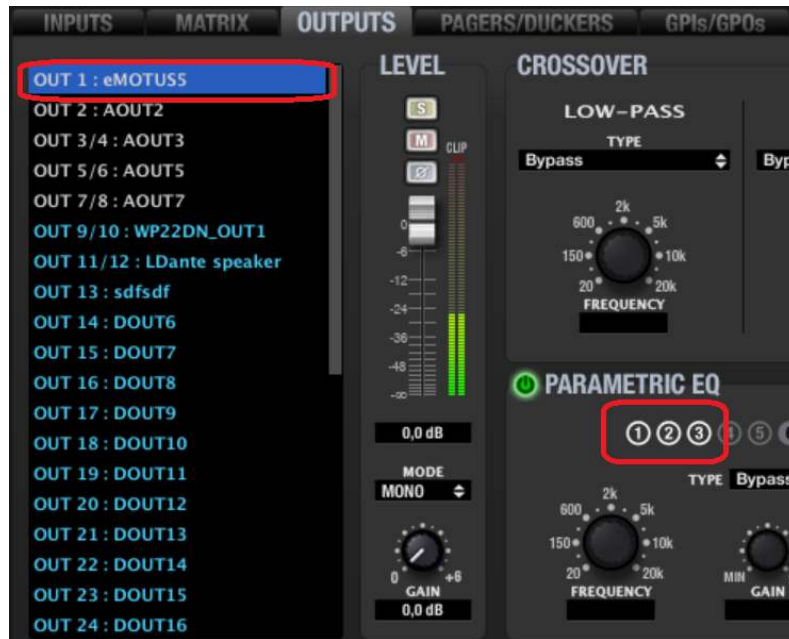 INPUTS MATRIX OUTPUTS PAGERS/DUCKERS GPIs/GPOs
OUT 1 : eMOTUS5
OUT 2 : AOUT2
OUT 3/4 : AOUT3
OUT 5/6 : AOUT5
OUT 7/8 : AOUT7
OUT 9/10 : WP22DN_OUT1
OUT 11/12 : LDante speaker
OUT 13 : sdfsdf
OUT 14 : DOUT6
OUT 15 : DOUT7
OUT 16 : DOUT8
OUT 17 : DOUT9
OUT 18 : DOUT10
OUT 19 : DOUT11
OUT 20 : DOUT12
OUT 21 : DOUT13
OUT 22 : DOUT14
OUT 23 : DOUT15
OUT 24 : DOUT16
LEVEL
S
M
CLIP
Ø
0
-6
-12
-24
-36
-48
-∞
0,0 dB
MODE
MONO
0 +6
GAIN
0,0 dB
CROSSOVER
LOW-PASS
TYPE
Bypass Byp
2k
600 5k
150 10k
20 20k
FREQUENCY
PARAMETRIC EQ
1 2 3 4 5
TYPE Bypass
2k
600 5k
150 10k
20 20k MIN
FREQUENCY GAIN